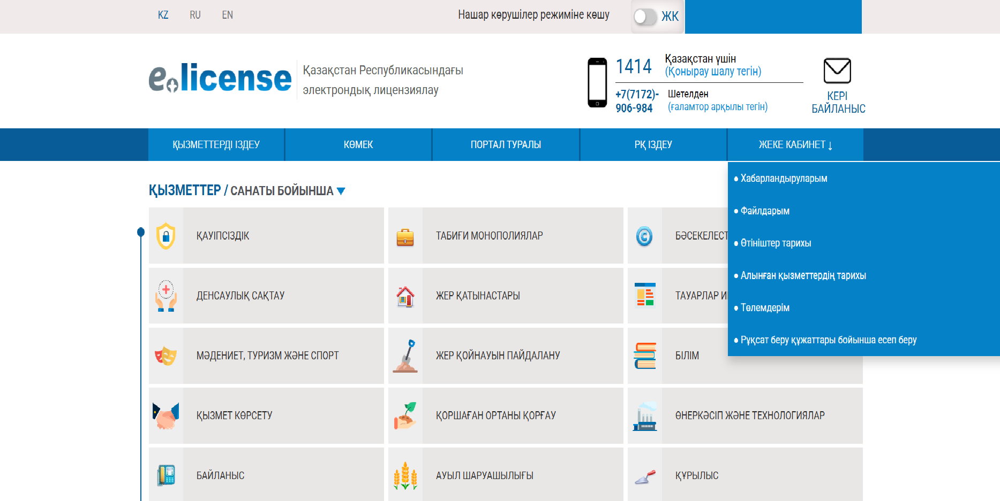 KZ RU EN
Нашар көрушілер режиміне көшу
ЖК
e.license
Қазақстан Республикасындағы
электрондық лицензиялау
1414
Қазақстан үшін
(Қоңырау шалу тегін)
+7(7172)-
906-984
Шетелден
(ғаламтор арқылы тегін)
КЕРІ
БАЙЛАНЫС
ҚЫЗМЕТТЕРДІ ІЗДЕУ
КӨМЕК
ПОРТАЛ ТУРАЛЫ
РҚ ІЗДЕУ
ЖЕКЕ КАБИНЕТ ↓
● Хабарландыруларым
● Файлдарым
● Өтініштер тарихы
● Алынған қызметтердің тарихы
● Төлемдерім
● Рұқсат беру құжаттары бойынша есеп беру
ҚЫЗМЕТТЕР / САНАТЫ БОЙЫНША ▼
ҚАУІПСІЗДІК
ТАБИҒИ МОНОПОЛИЯЛАР
БӘСЕКЕЛЕСТ
ДЕНСАУЛЫҚ САҚТАУ
ЖЕР ҚАТЫНАСТАРЫ
ТАУАРЛАР И
МӘДЕНИЕТ, ТУРИЗМ ЖӘНЕ СПОРТ
ЖЕР ҚОЙНАУЫН ПАЙДАЛАНУ
БІЛІМ
ҚЫЗМЕТ КӨРСЕТУ
ҚОРШАҒАН ОРТАНЫ ҚОРҒАУ
ӨНЕРКӘСІП ЖӘНЕ ТЕХНОЛОГИЯЛАР
БАЙЛАНЫС
АУЫЛ ШАРУАШЫЛЫҒЫ
ҚҰРЫЛЫС